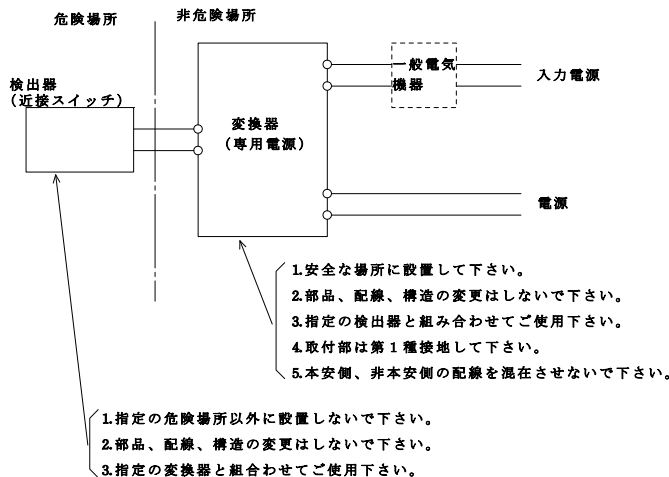 危険場所
非危険場所
検出器
(近接スイッチ)
変換器
(専用電源)
一般電気
機器
入力電源
電源
1.安全な場所に設置して下さい。
2.部品、配線、構造の変更はしないで下さい。
3.指定の検出器と組み合わせてご使用下さい。
4.取付部は第1種接地して下さい。
5.本安側、非本安側の配線を混在させないで下さい。
1.指定の危険場所以外に設置しないで下さい。
2.部品、配線、構造の変更はしないで下さい。
3.指定の変換器と組合わせてご使用下さい。